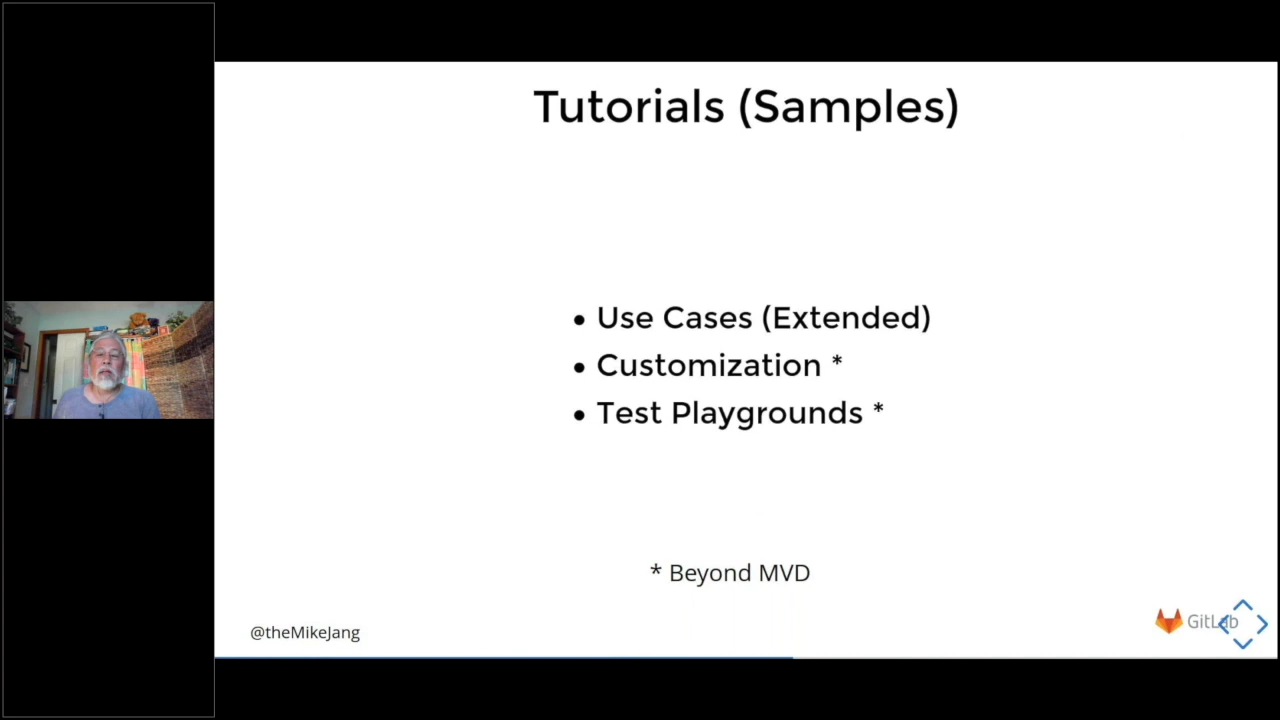 Tutorials (Samples)
• Use Cases (Extended)
• Customization *
• Test Playgrounds *
* Beyond MVD
@theMikeJang
GitLab